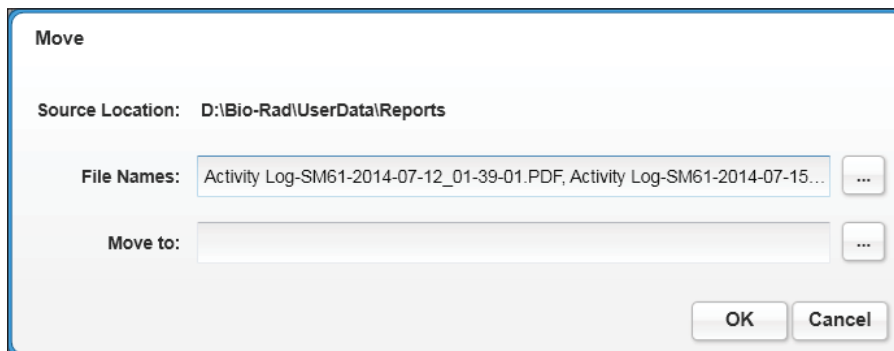 Move
Source Location: D:\Bio-Rad\UserData\Reports
File Names: Activity Log-SM61-2014-07-12_01-39-01.PDF, Activity Log-SM61-2014-07-15... ...
Move to: ...
OK Cancel